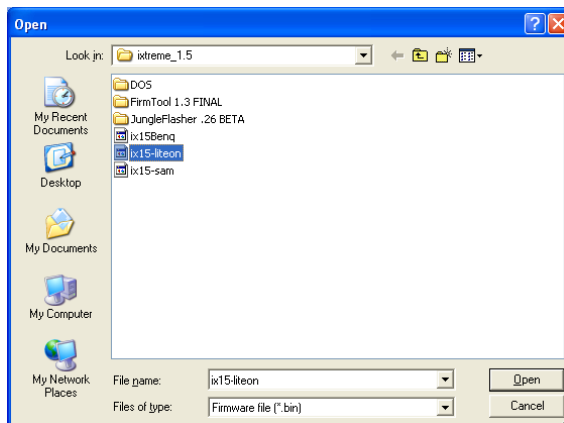 Open
Look in: ixtreme_1.5
DOS
FirmTool 1.3 FINAL
JungleFlasher .26 BETA
ix15Benq
ix15-liteon
ix15-sam
My Recent
Documents
Desktop
My Documents
My Computer
My Network
Places
File name: ix15-liteon Open
Files of type: Firmware file (*.bin) Cancel